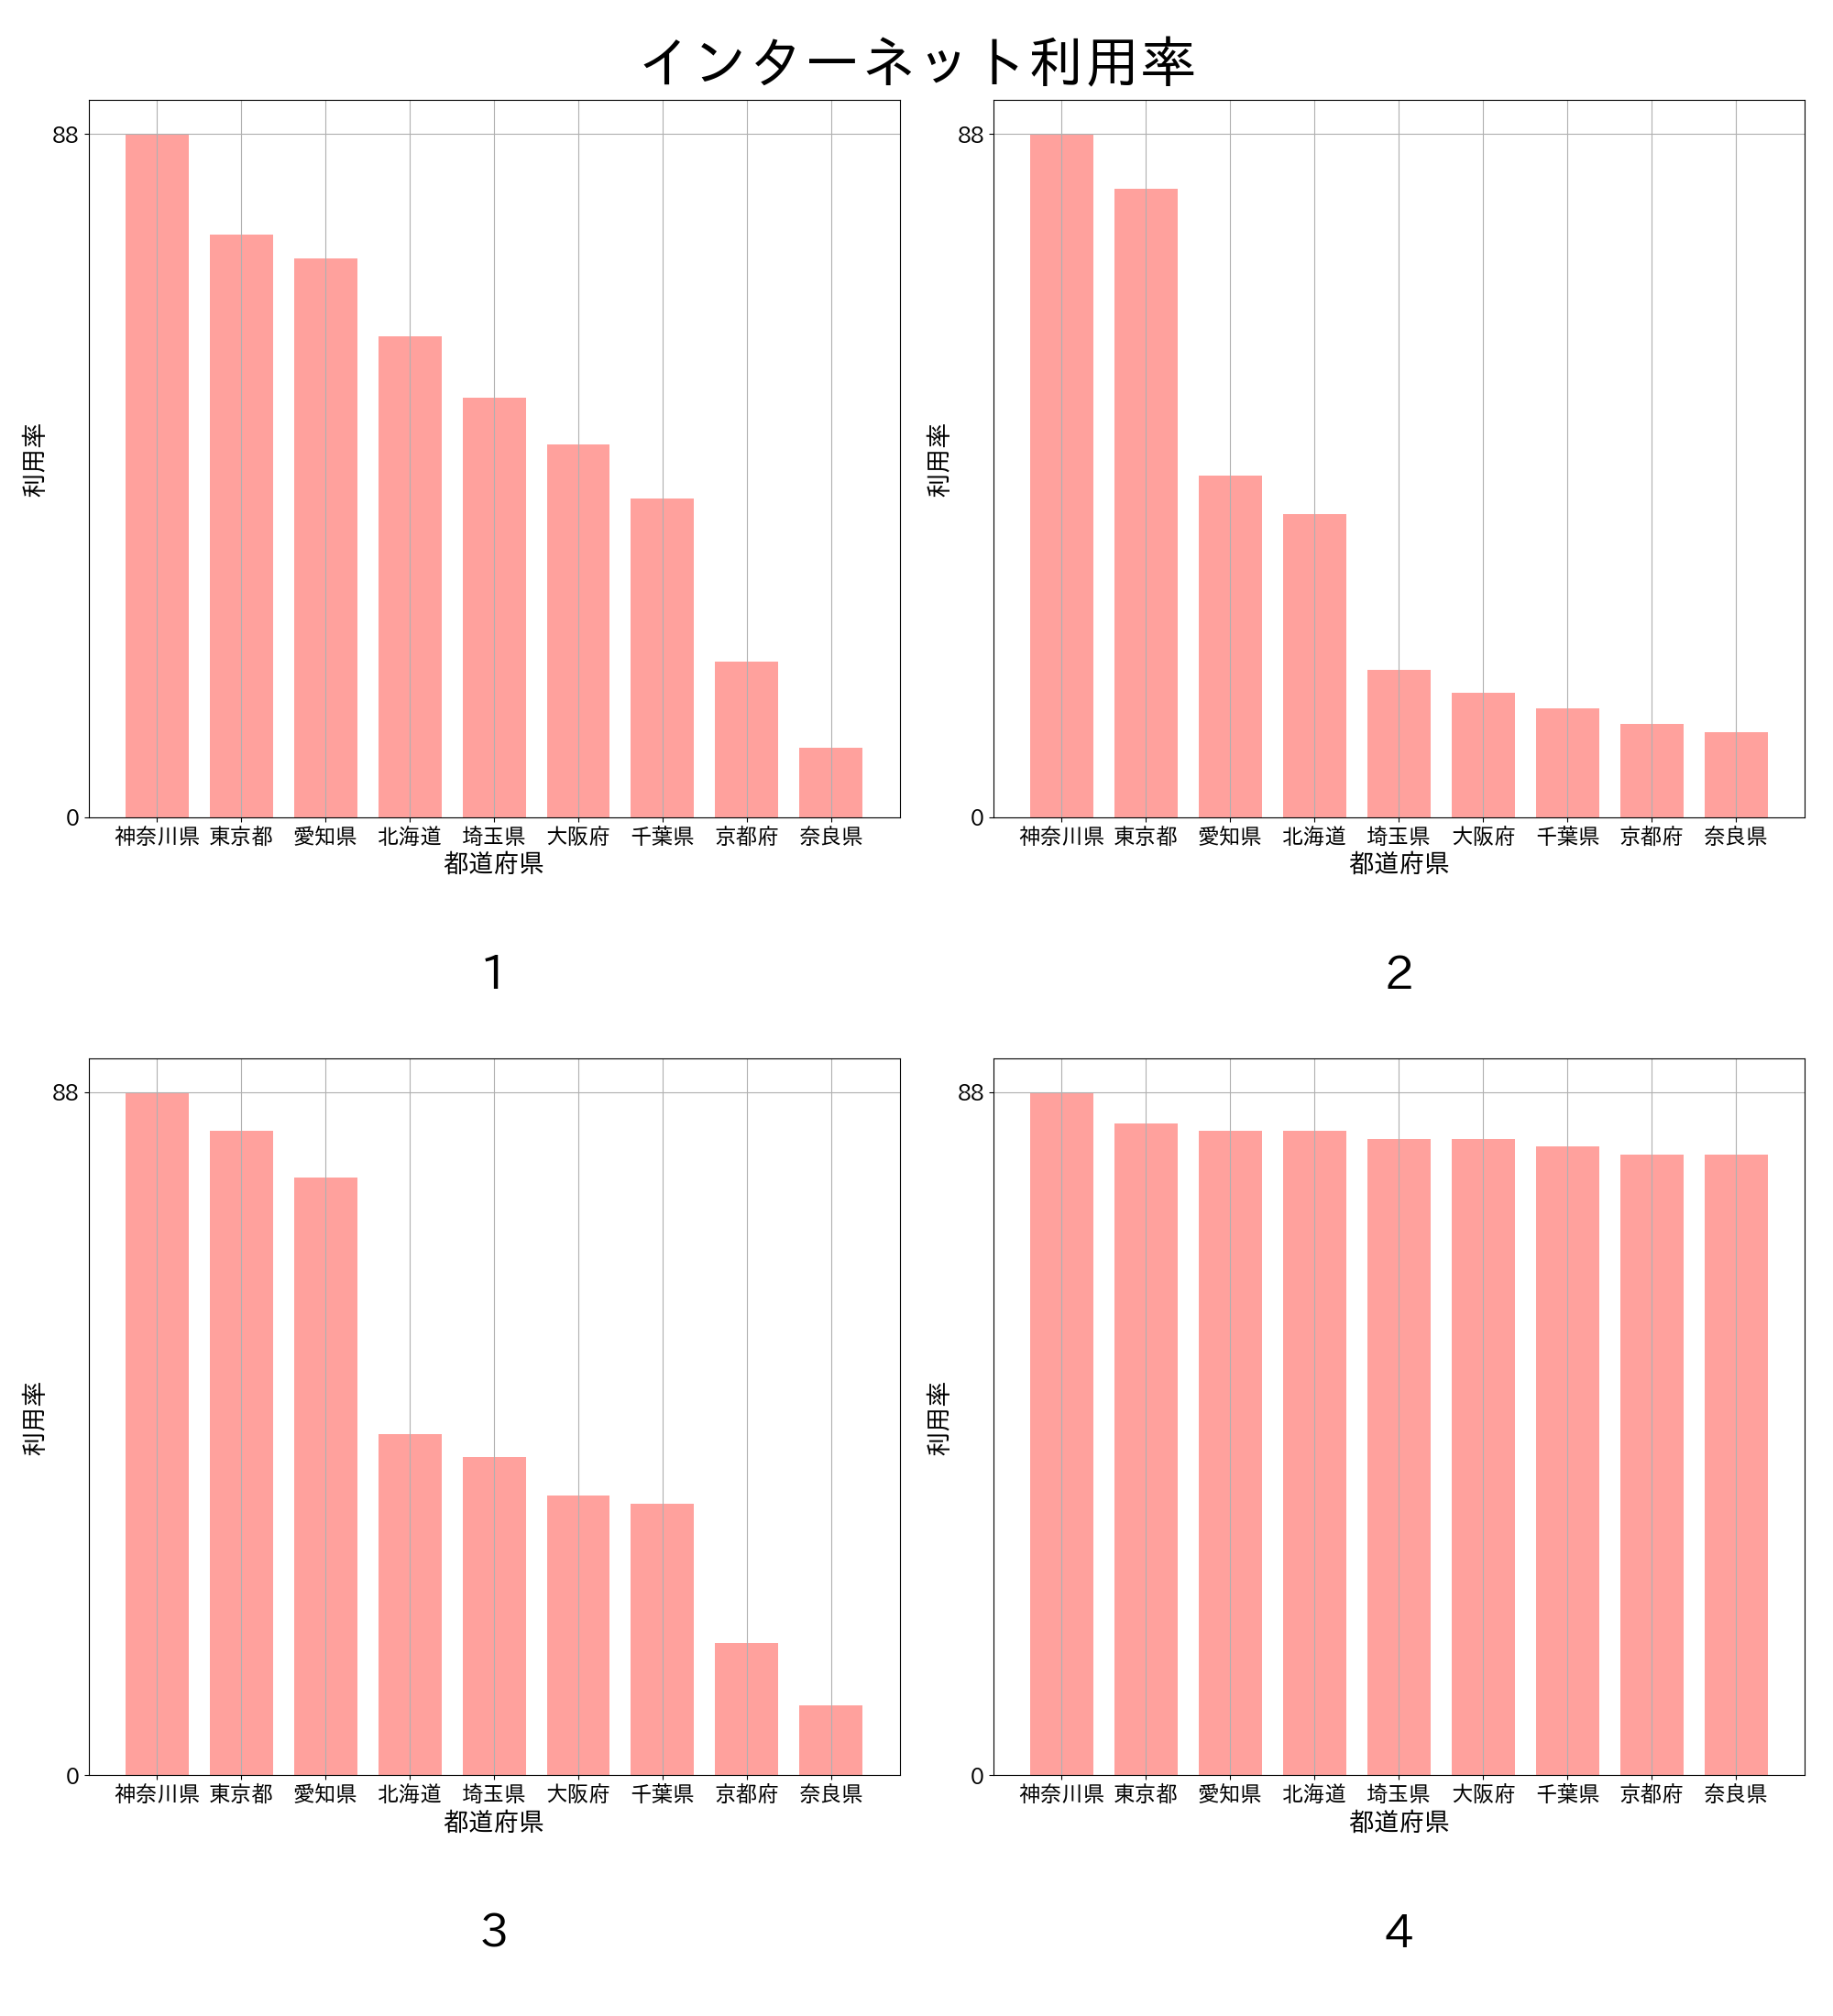 インターネット利用率
88
0
利用率
神奈川県 東京都 愛知県 北海道 埼玉県 大阪府 千葉県 京都府 奈良県
都道府県
1
88
0
利用率
神奈川県 東京都 愛知県 北海道 埼玉県 大阪府 千葉県 京都府 奈良県
都道府県
2
88
0
利用率
神奈川県 東京都 愛知県 北海道 埼玉県 大阪府 千葉県 京都府 奈良県
都道府県
3
88
0
利用率
神奈川県 東京都 愛知県 北海道 埼玉県 大阪府 千葉県 京都府 奈良県
都道府県
4